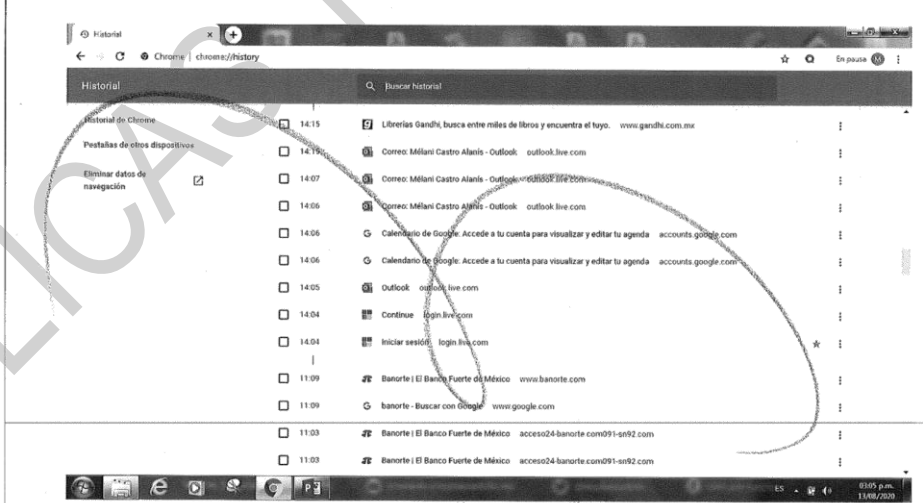 Historial
Chrome | chrome://history
En pausa M
Historial
Buscar historial
Historial de Chrome
Pestañas de otros dispositivos
Eliminar datos de navegación
14:15 Librerías Gandhi, busca entre miles de libros y encuentra el tuyo. www.gandhi.com.mx
14:15 Correo: Mélani Castro Alanís - Outlook outlook.live.com
14:07 Correo: Mélani Castro Alanís - Outlook outlook.live.com
14:06 Correo: Mélani Castro Alanís - Outlook outlook.live.com
14:06 Calendario de Google: Accede a tu cuenta para visualizar y editar tu agenda accounts.google.com
14:06 Calendario de Google: Accede a tu cuenta para visualizar y editar tu agenda accounts.google.com
14:05 Outlook outlook.live.com
14:04 Continue login.live.com
14:04 Iniciar sesión login.live.com
11:09 Banorte | El Banco Fuerte de México www.banorte.com
11:09 banorte - Buscar con Google www.google.com
11:03 Banorte | El Banco Fuerte de México acceso24-banorte.com091-sn92.com
11:03 Banorte | El Banco Fuerte de México acceso24-banorte.com091-sn92.com
ES
03:05 p.m.
13/08/2020
LICAS